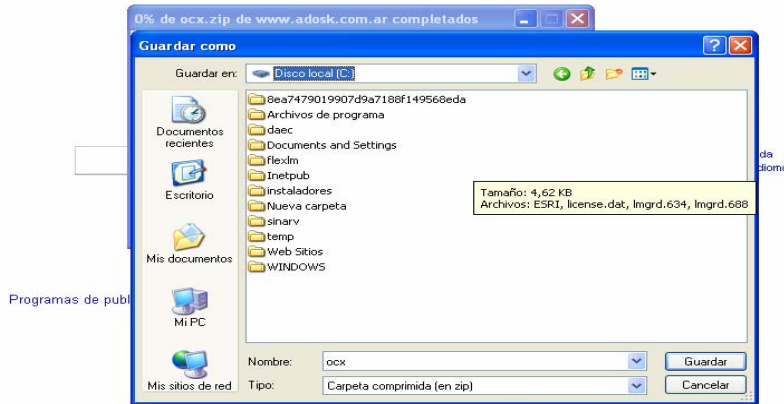 0% de ocx.zip de www.adosk.com.ar completados
Guardar como
Guardar en:
Disco local (C:)
Documentos
recientes
Escritorio
Mis documentos
Mi PC
Mis sitios de red
8ea7479019907d9a7188f149568eda
Archivos de programa
daec
Documents and Settings
flexlm
Inetpub
instaladores
Nueva carpeta
sinarv
temp
Web Sitios
WINDOWS
Tamaño: 4,62 KB
Archivos: ESRI, license.dat, lmgrd.634, lmgrd.688
da
Programas de publ
Nombre:
ocx
Guardar
Tipo:
Carpeta comprimida (en zip)
Cancelar